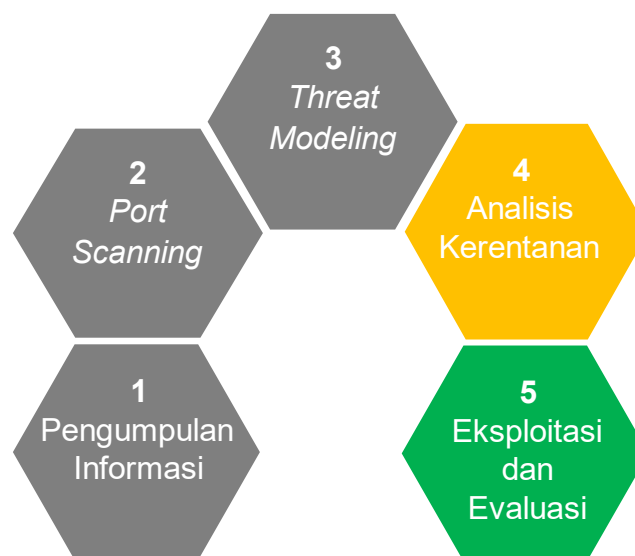 1
Pengumpulan
Informasi
2
Port
Scanning
3
Threat
Modeling
4
Analisis
Kerentanan
5
Eksploitasi
dan
Evaluasi